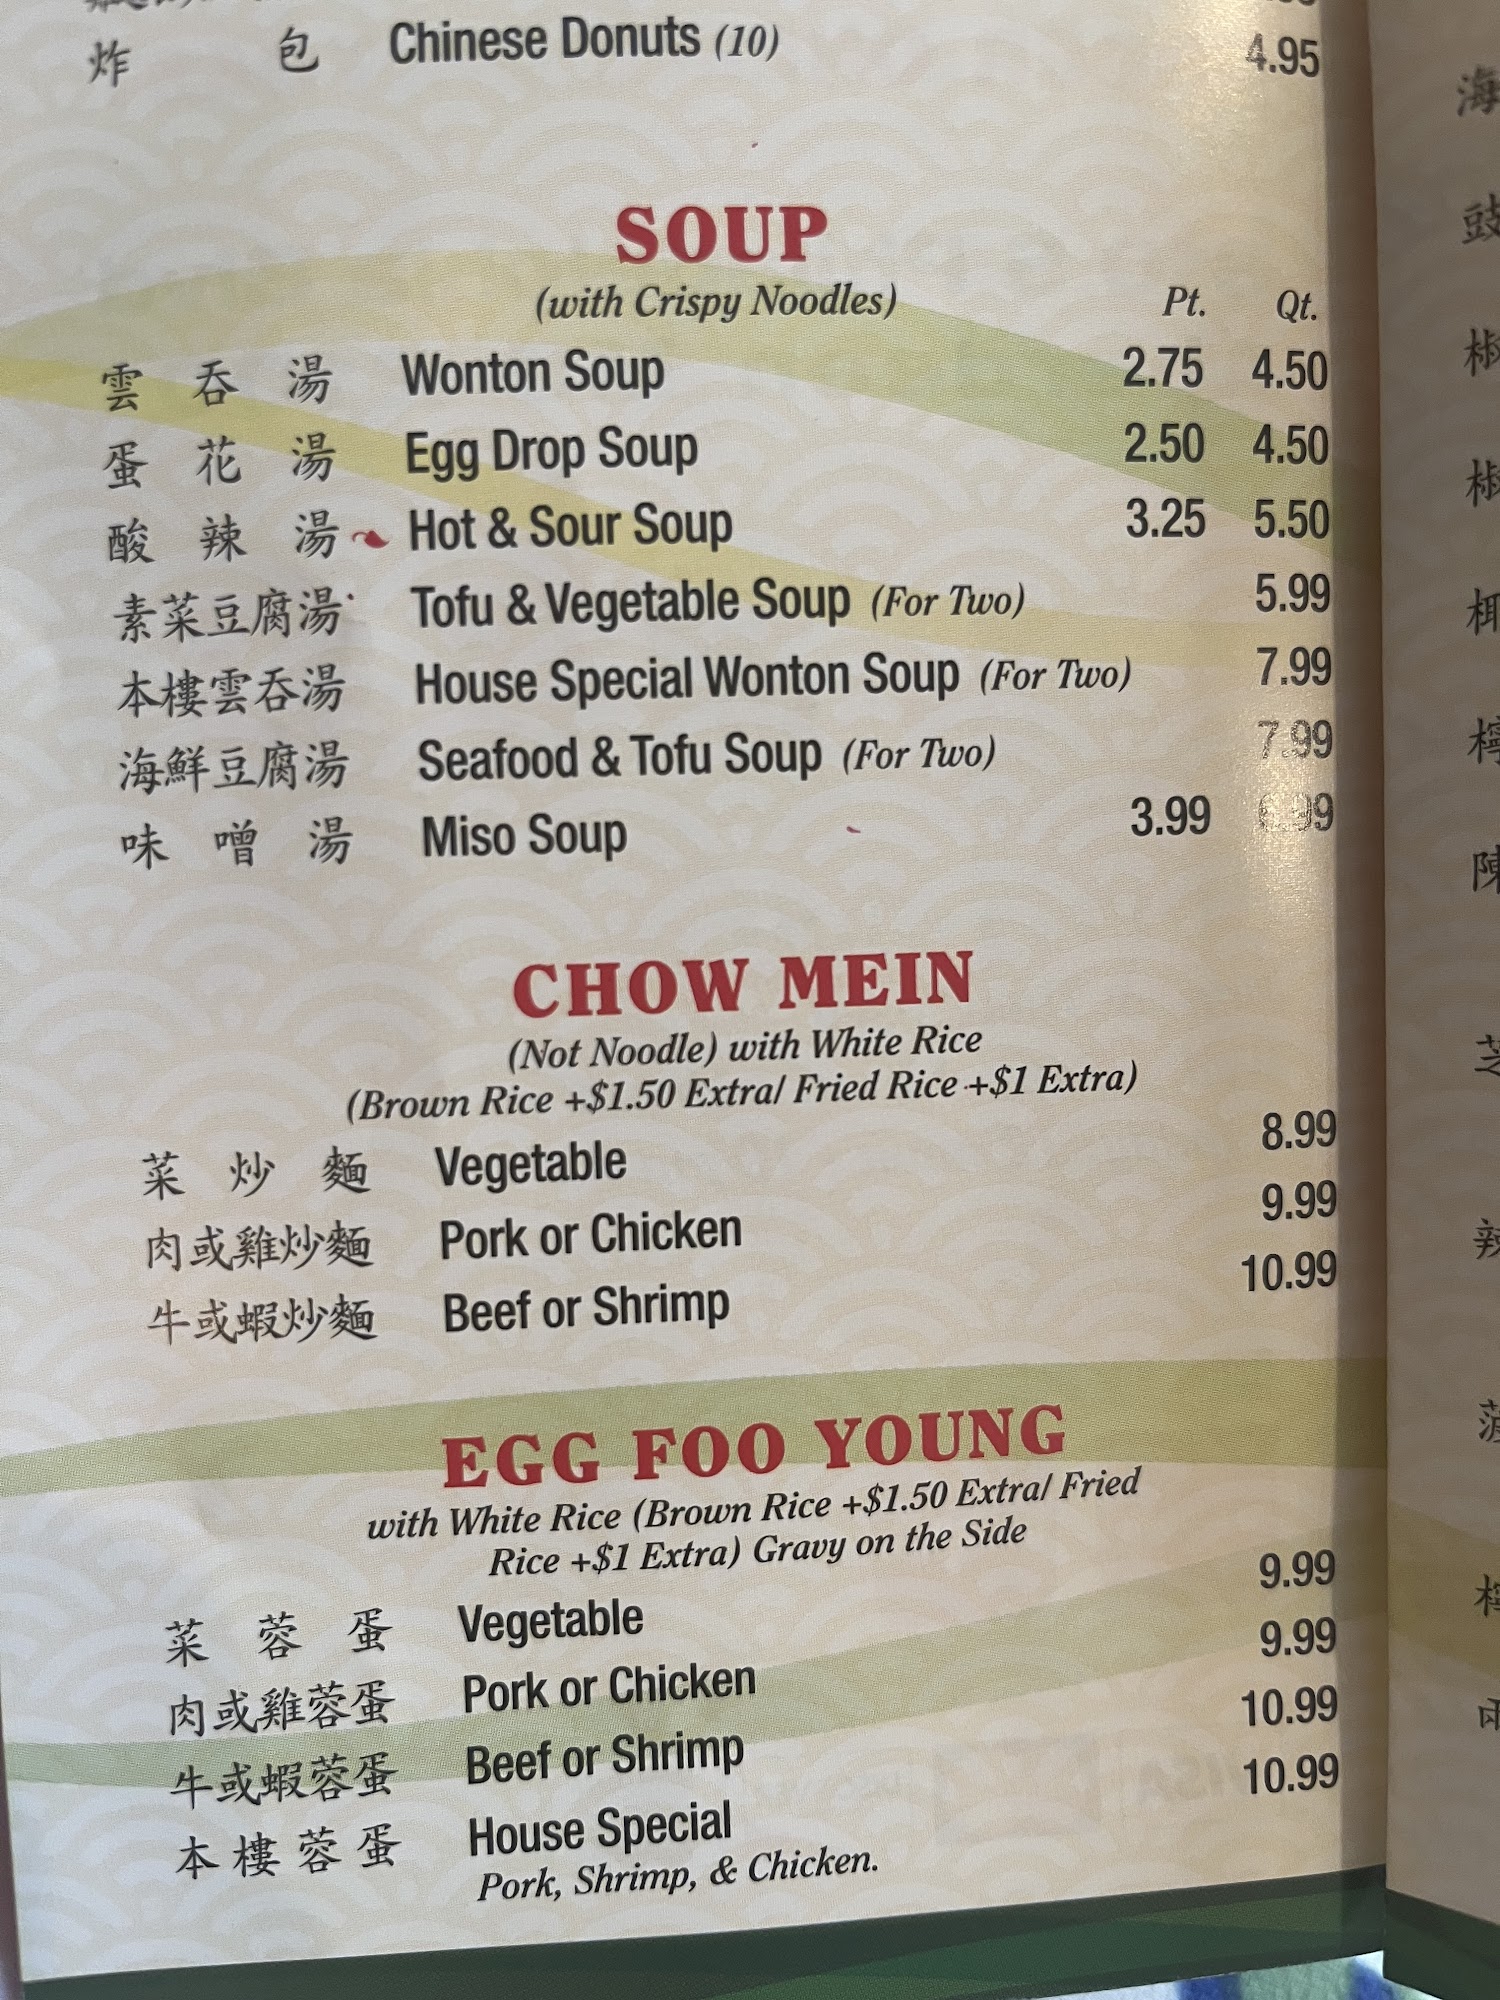 炸包 Chinese Donuts (10) 4.95
SOUP
(with Crispy Noodles) Pt. Qt.
雲吞湯 Wonton Soup 2.75 4.50
蛋花湯 Egg Drop Soup 2.50 4.50
酸辣湯 Hot & Sour Soup 3.25 5.50
素菜豆腐湯 Tofu & Vegetable Soup (For Two) 5.99
本樓雲吞湯 House Special Wonton Soup (For Two) 7.99
海鮮豆腐湯 Seafood & Tofu Soup (For Two) 7.99
味噌湯 Miso Soup 3.99
CHOW MEIN
(Not Noodle) with White Rice
(Brown Rice +$1.50 Extra/ Fried Rice +$1 Extra)
菜炒麵 Vegetable 8.99
肉或雞炒麵 Pork or Chicken 9.99
牛或蝦炒麵 Beef or Shrimp 10.99
EGG FOO YOUNG
with White Rice (Brown Rice +$1.50 Extra/ Fried
Rice +$1 Extra) Gravy on the Side
菜蓉蛋 Vegetable 9.99
肉或雞蓉蛋 Pork or Chicken 9.99
牛或蝦蓉蛋 Beef or Shrimp 10.99
本樓蓉蛋 House Special 10.99
Pork, Shrimp, & Chicken.